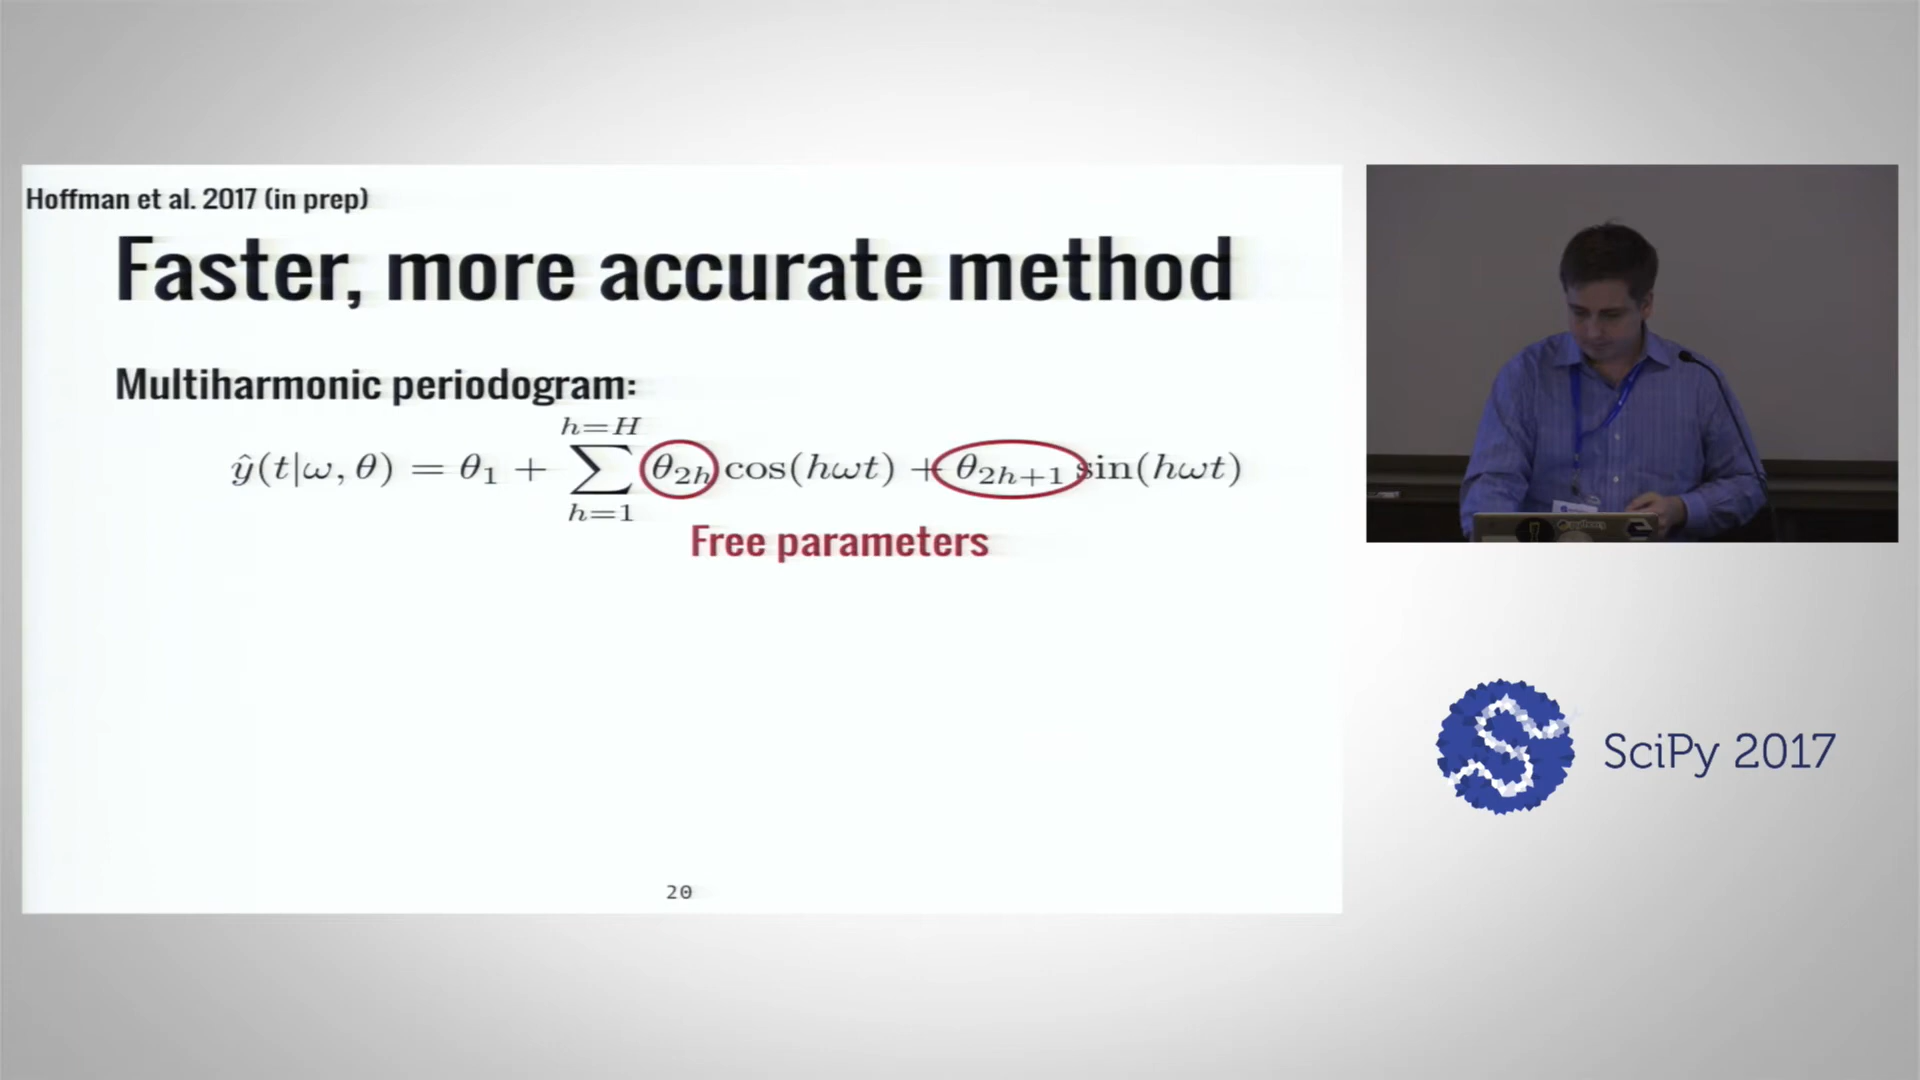 Hoffman et al. 2017 (in prep)
Faster, more accurate method
Multiharmonic periodogram:
ŷ(t|ω, θ) = θ₁ + ∑_{h=1}^{h=H} θ_{2h} cos(hωt) + θ_{2h+1} sin(hωt)
Free parameters
20
SciPy 2017